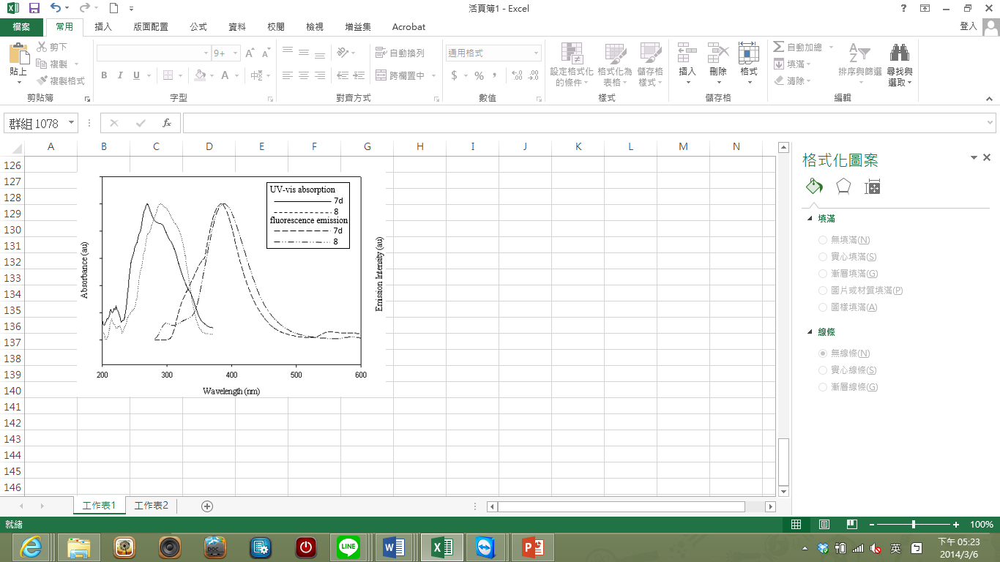 活頁簿1 - Excel
檔案 常用 插入 版面配置 公式 資料 校閱 檢視 增益集 Acrobat 登入
貼上
剪下
複製
複製格式
剪貼簿
9+
B I U
字型
自動換列
跨欄置中
對齊方式
通用格式
$ % ,
數值
設定格式化的條件
格式化為表格
儲存格樣式
樣式
插入 刪除 格式
儲存格
自動加總
填滿
清除
排序與篩選
尋找與選取
編輯
群組 1078
fx
A B C D E F G H I J K L M N
126
127
128
129
130
131
132
133
134
135
136
137
138
139
140
141
142
143
144
145
146
UV-vis absorption
7d
8
fluorescence emission
7d
8
Absorbance (au)
Emission Intensity (au)
200 300 400 500 600
Wavelength (nm)
格式化圖案
填滿
無填滿(N)
實心填滿(S)
漸層填滿(G)
圖片或材質填滿(P)
圖樣填滿(A)
線條
無線條(N)
實心線條(S)
漸層線條(G)
工作表1 工作表2
就緒
100%
DOC
LINE
英
下午 05:23
2014/3/6